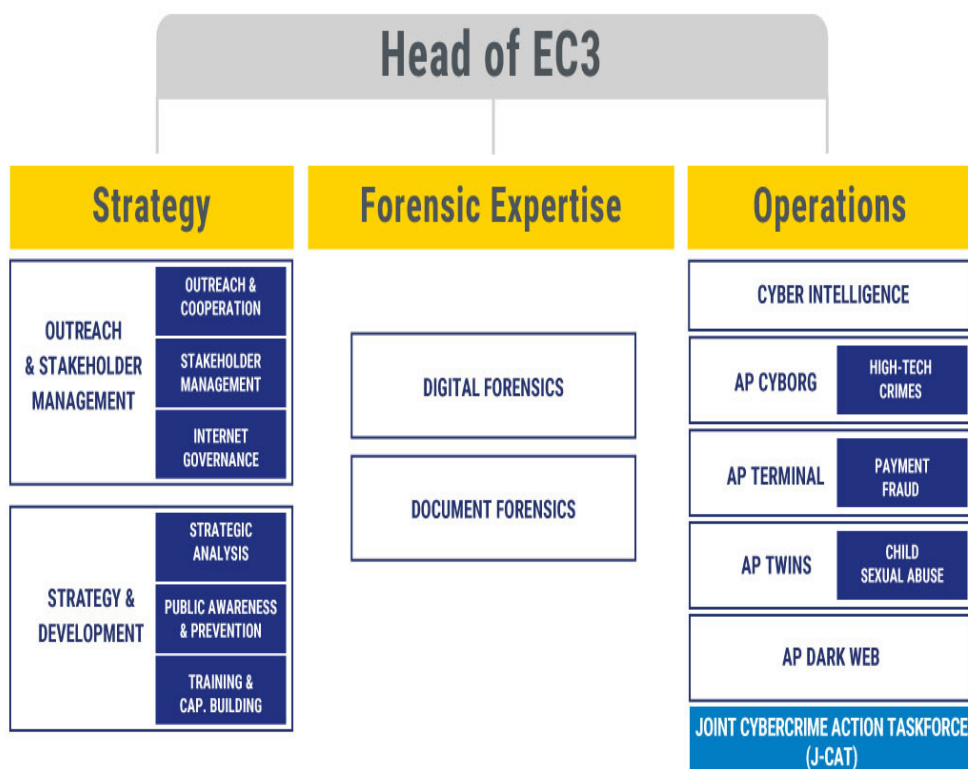 Head of EC3
Strategy
OUTREACH
& STAKEHOLDER
MANAGEMENT
OUTREACH &
COOPERATION
STAKEHOLDER
MANAGEMENT
INTERNET
GOVERNANCE
STRATEGY &
DEVELOPMENT
STRATEGIC
ANALYSIS
PUBLIC AWARENESS
& PREVENTION
TRAINING &
CAP. BUILDING
Forensic Expertise
DIGITAL FORENSICS
DOCUMENT FORENSICS
Operations
CYBER INTELLIGENCE
AP CYBORG
HIGH-TECH
CRIMES
AP TERMINAL
PAYMENT
FRAUD
AP TWINS
CHILD
SEXUAL ABUSE
AP DARK WEB
JOINT CYBERCRIME ACTION TASKFORCE
(J-CAT)